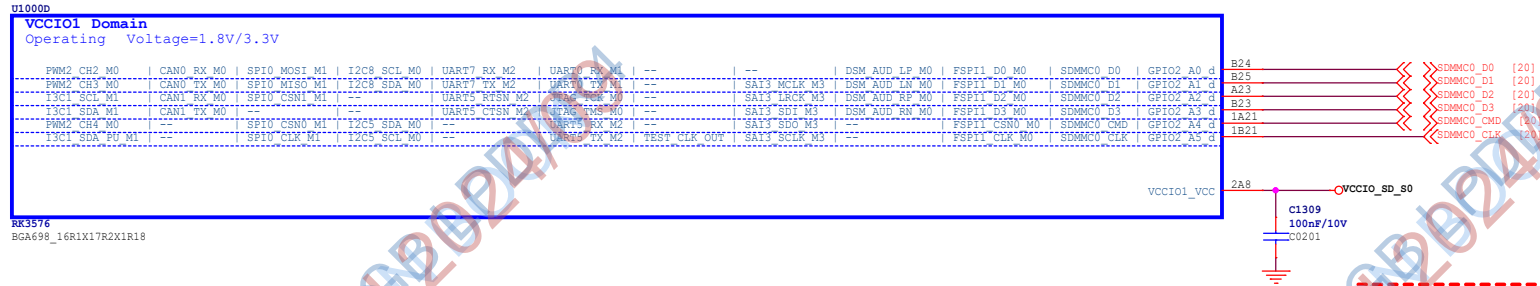 U1000D
VCCIO1 Domain
Operating Voltage=1.8V/3.3V
PWM2_CH2_M0 | CAN0_RX_M0 | SPI0_MOSI_M1 | I2C8_SCL_M0 | UART7_RX_M2 | UART0_RX_M1 | -- | -- | DSM_AUD_LP_M0 | FSPI1_D0_M0 | SDMMC0_D0 | GPIO2_A0_d B24 SDMMC0_D0 [20]
PWM2_CH3_M0 | CAN0_TX_M0 | SPI0_MISO_M1 | I2C8_SDA_M0 | UART7_TX_M2 | UART0_TX_M1 | -- | SAI3_MCLK_M3 | DSM_AUD_LN_M0 | FSPI1_D1_M0 | SDMMC0_D1 | GPIO2_A1_d B25 SDMMC0_D1 [20]
I3C1_SCL_M1 | CAN1_RX_M0 | SPI0_CSN1_M1 | -- | UART5_RTSN_M2 | JTAG_TCK_M0 | -- | SAI3_LRCK_M3 | DSM_AUD_RP_M0 | FSPI1_D2_M0 | SDMMC0_D2 | GPIO2_A2_d A23 SDMMC0_D2 [20]
I3C1_SDA_M1 | CAN1_TX_M0 | -- | -- | UART5_CTSN_M2 | JTAG_TMS_M0 | -- | SAI3_SDI_M3 | DSM_AUD_RN_M0 | FSPI1_D3_M0 | SDMMC0_D3 | GPIO2_A3_d B23 SDMMC0_D3 [20]
PWM2_CH4_M0 | -- | SPI0_CSN0_M1 | I2C5_SDA_M0 | -- | UART5_RX_M2 | -- | SAI3_SDO_M3 | -- | FSPI1_CSN0_M0 | SDMMC0_CMD | GPIO2_A4_d 1A21 SDMMC0_CMD [20]
I3C1_SDA_PU_M1 | -- | SPI0_CLK_M1 | I2C5_SCL_M0 | -- | UART5_TX_M2 | TEST_CLK_OUT | SAI3_SCLK_M3 | -- | FSPI1_CLK_M0 | SDMMC0_CLK | GPIO2_A5_d 1B21 SDMMC0_CLK [20]
VCCIO1_VCC 2A8 VCCIO_SD_S0
C1309
100nF/10V
C0201
RK3576
BGA698_16R1X17R2X1R18